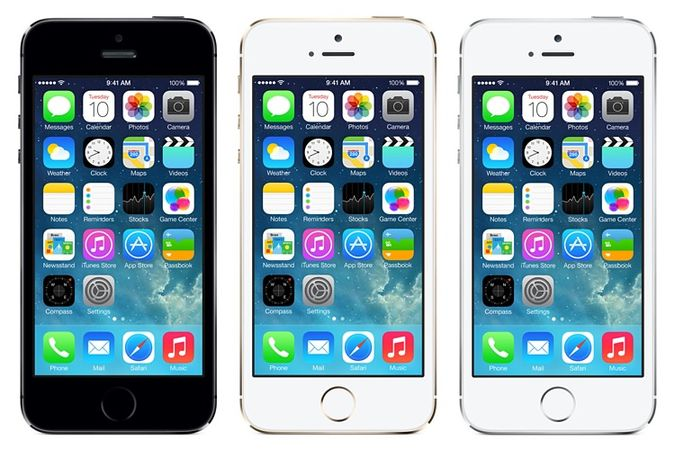 9:41 AM 100%
Tuesday
10
Messages Calendar Photos Camera
280
Weather Clock Maps Videos
Notes Reminders Stocks Game Center
Newsstand iTunes Store App Store Passbook
Compass Settings
Phone Mail Safari Music
9:41 AM 100%
Tuesday
10
Messages Calendar Photos Camera
280
Weather Clock Maps Videos
Notes Reminders Stocks Game Center
Newsstand iTunes Store App Store Passbook
Compass Settings
Phone Mail Safari Music
9:41 AM 100%
Tuesday
10
Messages Calendar Photos Camera
280
Weather Clock Maps Videos
Notes Reminders Stocks Game Center
Newsstand iTunes Store App Store Passbook
Compass Settings
Phone Mail Safari Music